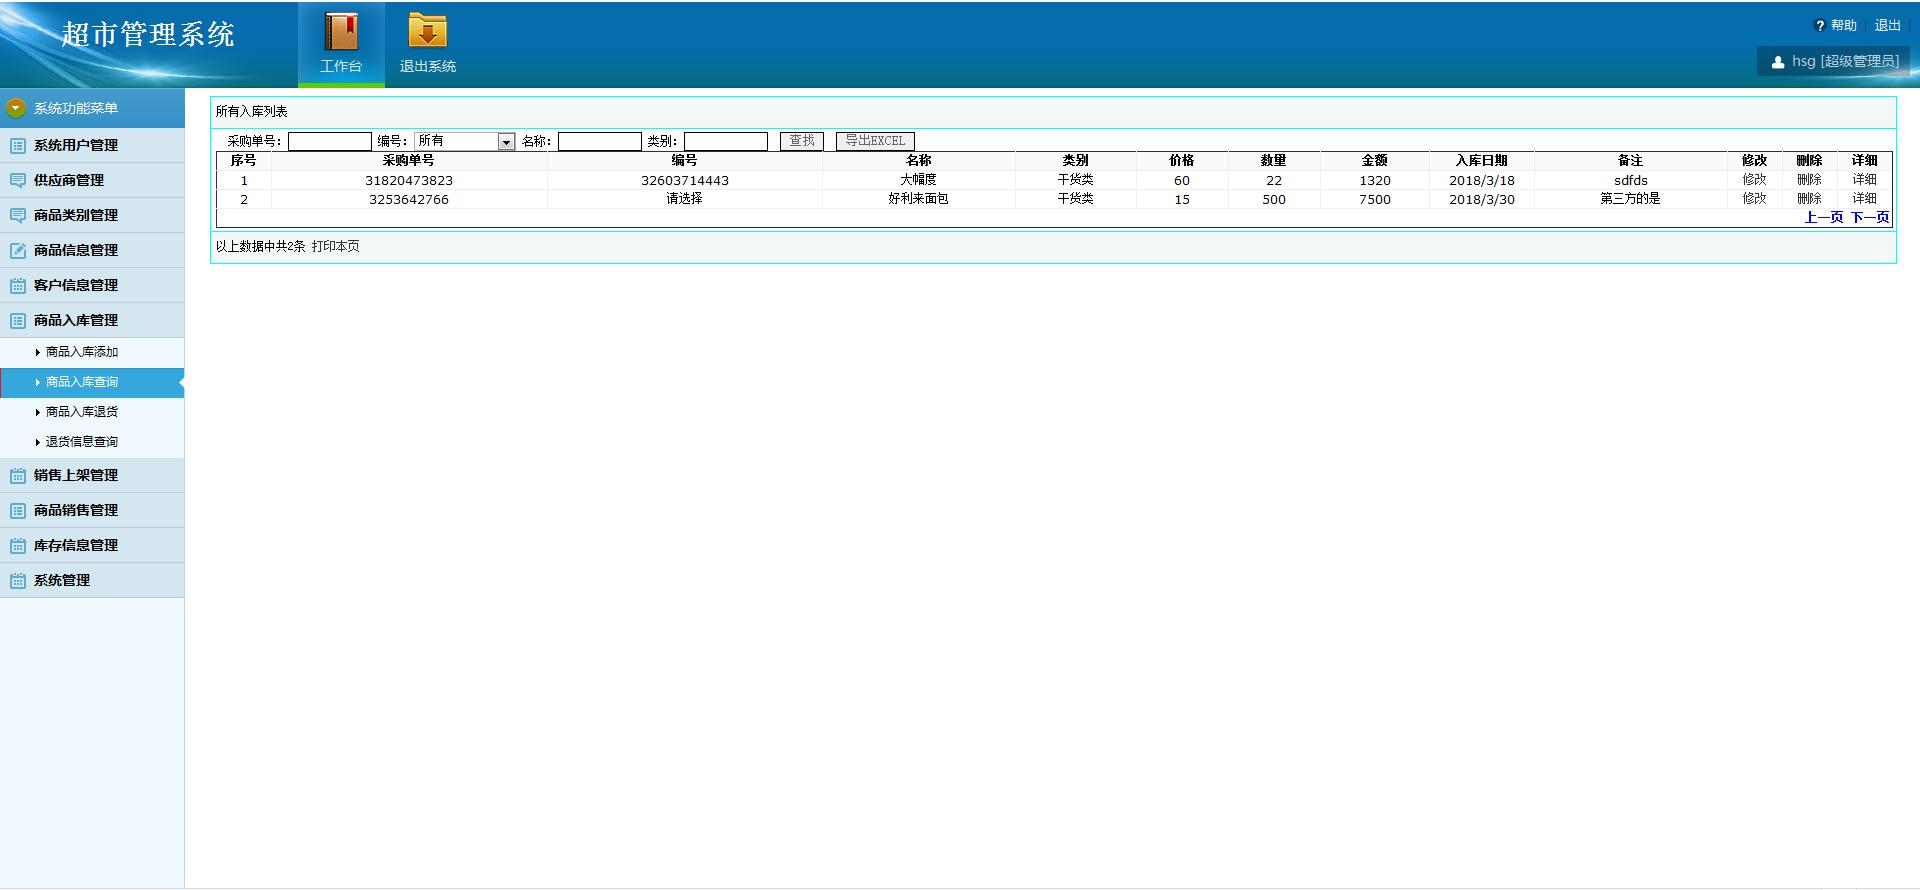 超市管理系统
工作台
退出系统
帮助
退出
hsg [超级管理员]
系统功能菜单
系统用户管理
供应商管理
商品类别管理
商品信息管理
客户信息管理
商品入库管理
商品入库添加
商品入库查询
商品入库退货
退货信息查询
销售上架管理
商品销售管理
库存信息管理
系统管理
所有入库列表
采购单号: 编号: 所有 名称: 类别: 查找 导出EXCEL
序号 采购单号 编号 名称 类别 价格 数量 金额 入库日期 备注 修改 删除 详细
1 31820473823 32603714443 大幅度 干货类 60 22 1320 2018/3/18 sdfds 修改 删除 详细
2 3253642766 请选择 好利来面包 干货类 15 500 7500 2018/3/30 第三方的是 修改 删除 详细
上一页 下一页
以上数据中共2条 打印本页